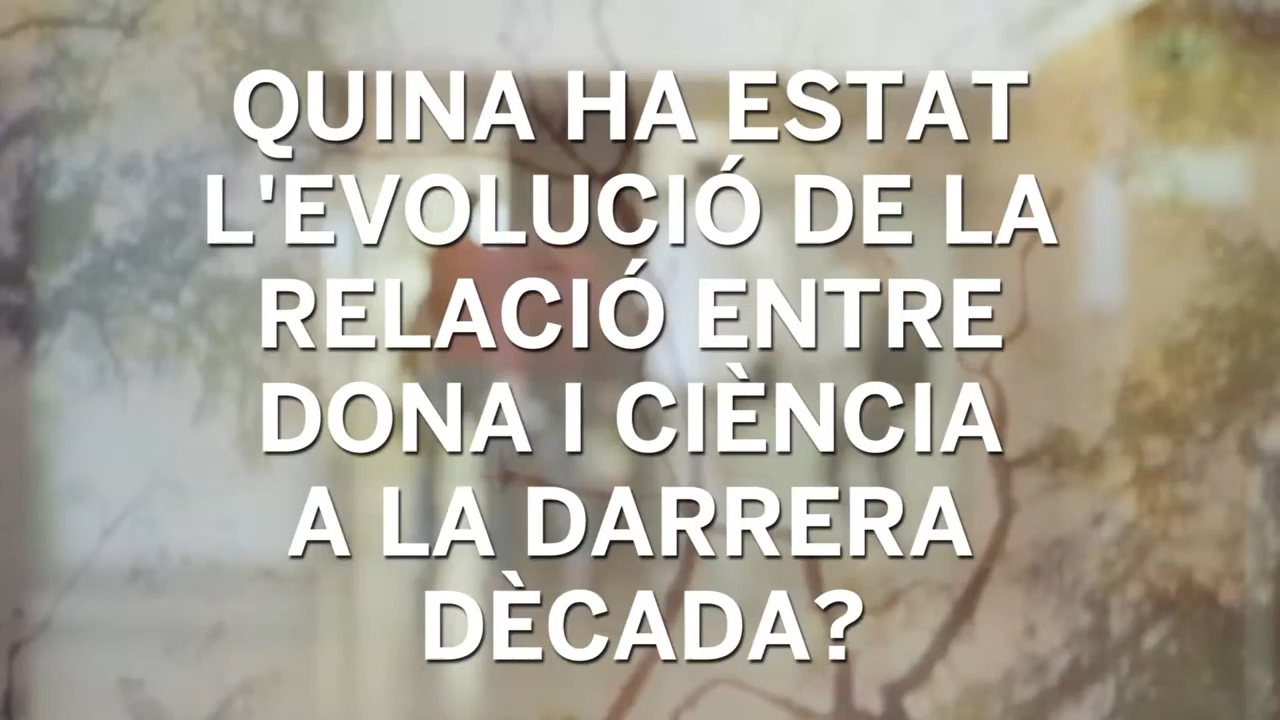 QUINA HA ESTAT
L'EVOLUCIÓ DE LA
RELACIÓ ENTRE
DONA I CIÈNCIA
A LA DARRERA
DÈCADA?